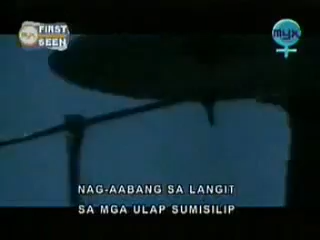 FIRST
SEEN
myx
NAG-AABANG SA LANGIT
SA MGA ULAP SUMISILIP